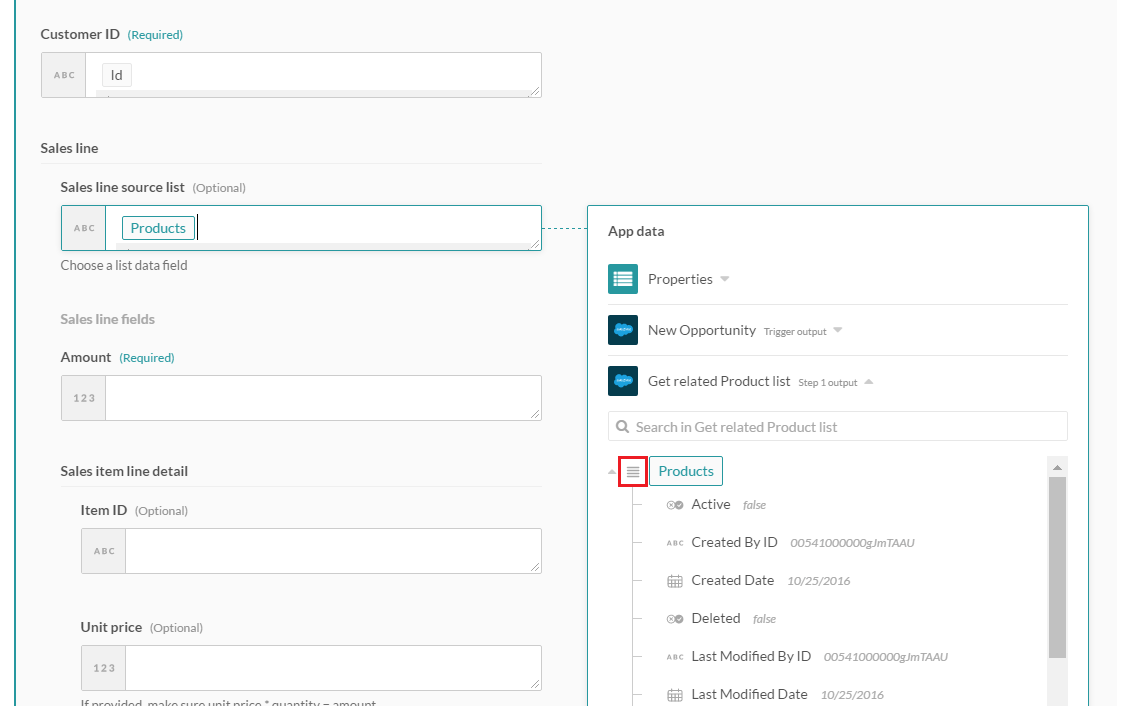 Customer ID (Required)
ABC Id
Sales line
Sales line source list (Optional)
ABC Products
Choose a list data field
Sales line fields
Amount (Required)
123
Sales item line detail
Item ID (Optional)
ABC
Unit price (Optional)
123
If provided, make sure unit price * quantity = amount
App data
Properties
New Opportunity Trigger output
Get related Product list Step 1 output
Search in Get related Product list
Products
Active false
ABC Created By ID 00541000000gJmTAAU
Created Date 10/25/2016
Deleted false
ABC Last Modified By ID 00541000000gJmTAAU
Last Modified Date 10/25/2016